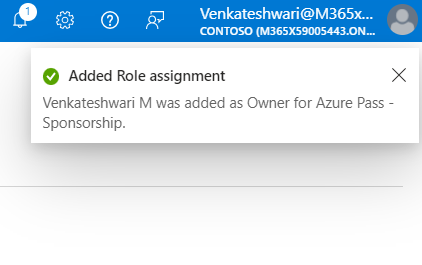 1
Venkateshwari@M365x...
CONTOSO (M365X59005443.ON...
Added Role assignment
Venkateshwari M was added as Owner for Azure Pass -
Sponsorship.